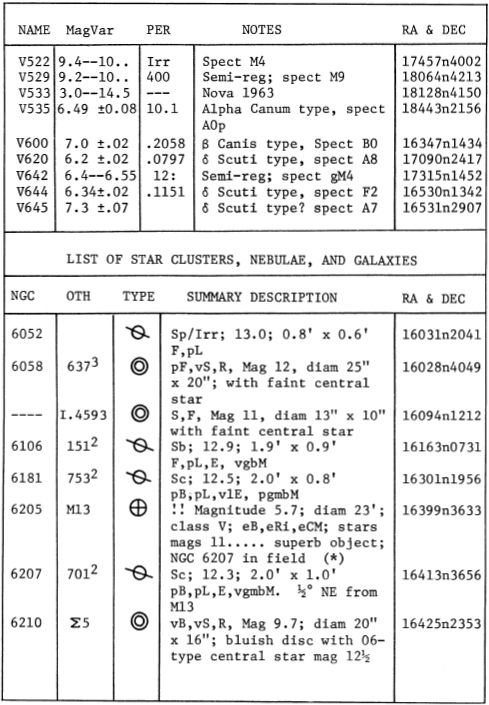 NAME MagVar PER NOTES RA & DEC
V522 9.4--10.. Irr Spect M4 17457n4002
V529 9.2--10.. 400 Semi-reg; spect M9 18064n4213
V533 3.0--14.5 --- Nova 1963 18128n4150
V535 6.49 ±0.08 10.1 Alpha Canum type, spect 18443n2156
A0p
V600 7.0 ±.02 .2058 β Canis type, Spect B0 16347n1434
V620 6.2 ±.02 .0797 δ Scuti type, spect A8 17090n2417
V642 6.4--6.55 12: Semi-reg; spect gM4 17315n1452
V644 6.34±.02 .1151 δ Scuti type, spect F2 16530n1342
V645 7.3 ±.07 δ Scuti type? spect A7 16531n2907
LIST OF STAR CLUSTERS, NEBULAE, AND GALAXIES
NGC OTH TYPE SUMMARY DESCRIPTION RA & DEC
6052 Sp/Irr; 13.0; 0.8' x 0.6' 16031n2041
F,pL
6058 637³ pF,vS,R, Mag 12, diam 25" 16028n4049
x 20"; with faint central
star
---- I.4593 S,F, Mag 11, diam 13" x 10" 16094n1212
with faint central star
6106 151² Sb; 12.9; 1.9' x 0.9' 16163n0731
F,pL,E, vgbM
6181 753² Sc; 12.5; 2.0' x 0.8' 16301n1956
pB,pL,vlE, pgmbM
6205 M13 !! Magnitude 5.7; diam 23'; 16399n3633
class V; eB,eRi,eCM; stars
mags 11..... superb object;
NGC 6207 in field (*)
6207 701² Sc; 12.3; 2.0' x 1.0' 16413n3656
pB,pL,E,vgmbM. ½° NE from
M13
6210 Σ5 vB,vS,R, Mag 9.7; diam 20" 16425n2353
x 16"; bluish disc with O6-
type central star mag 12½